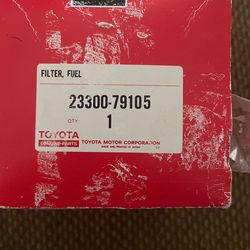 FILTER, FUEL
23300-79105
QTY.
1
TOYOTA
GENUINE PARTS
TOYOTA MOTOR CORPORATION
MADE AND PRINTED IN JAPAN